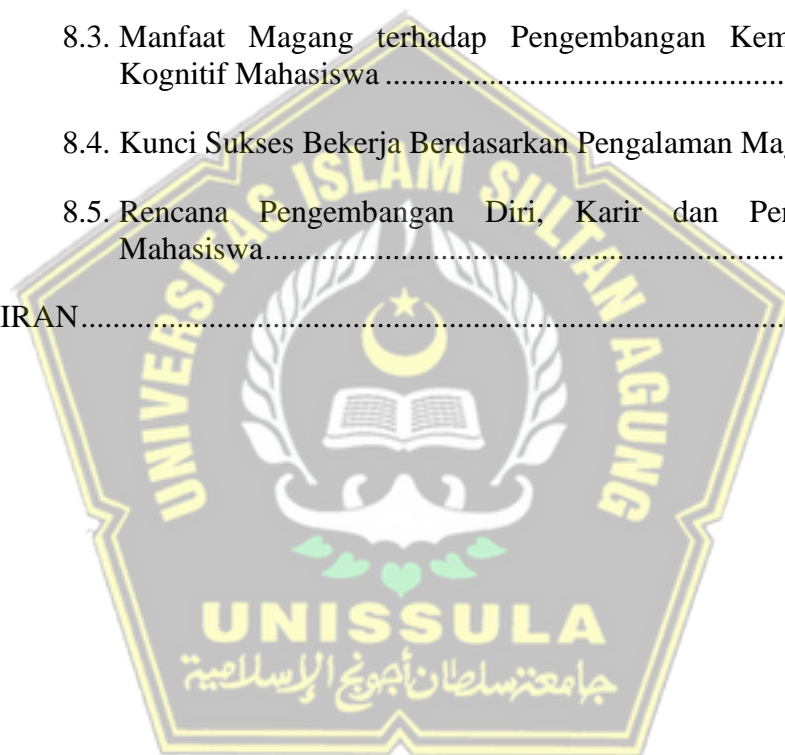 8.3. Manfaat Magang terhadap Pengembangan Kem
Kognitif Mahasiswa ..................................................
8.4. Kunci Sukses Bekerja Berdasarkan Pengalaman Mag
8.5. Rencana Pengembangan Diri, Karir dan Per
Mahasiswa..................................................................
IRAN..........................................................................................
UNIVERSITAS ISLAM SULTAN AGUNG
UNISSULA
جامعة سلطان أجونج الإسلامية